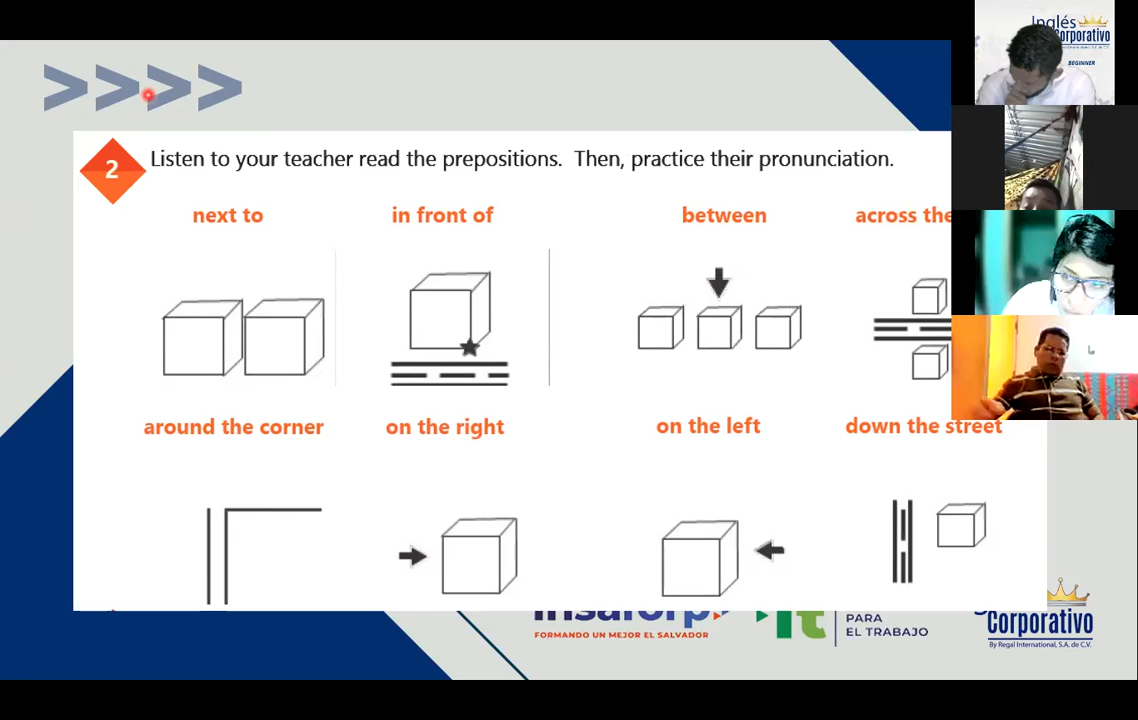 Inglés
Corporativo
BEGINNER
2
Listen to your teacher read the prepositions. Then, practice their pronunciation.
next to
in front of
between
across the
around the corner
on the right
on the left
down the street
insaforp
FORMANDO UN MEJOR EL SALVADOR
PARA
EL TRABAJO
Corporativo
By Regal International, S.A. de C.V.